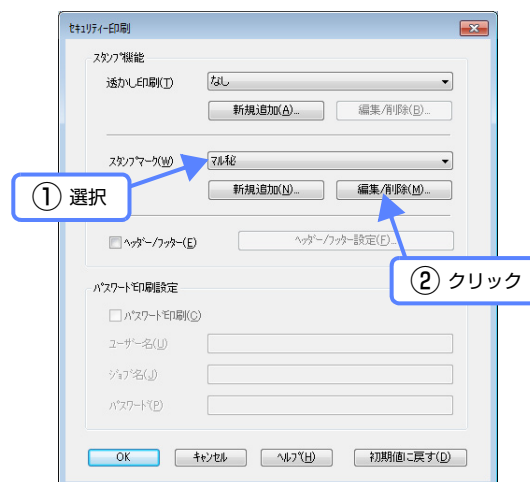 セキュリティー印刷
スタンプ機能
透かし印刷(T) なし
新規追加(A)... 編集/削除(B)...
スタンプマーク(W) マル秘
新規追加(N)... 編集/削除(M)...
① 選択
ヘッダー/フッター(E) ヘッダー/フッター設定(F)...
② クリック
パスワード印刷設定
パスワード印刷(C)
ユーザー名(U)
ジョブ名(J)
パスワード(P)
OK キャンセル ヘルプ(H) 初期値に戻す(D)